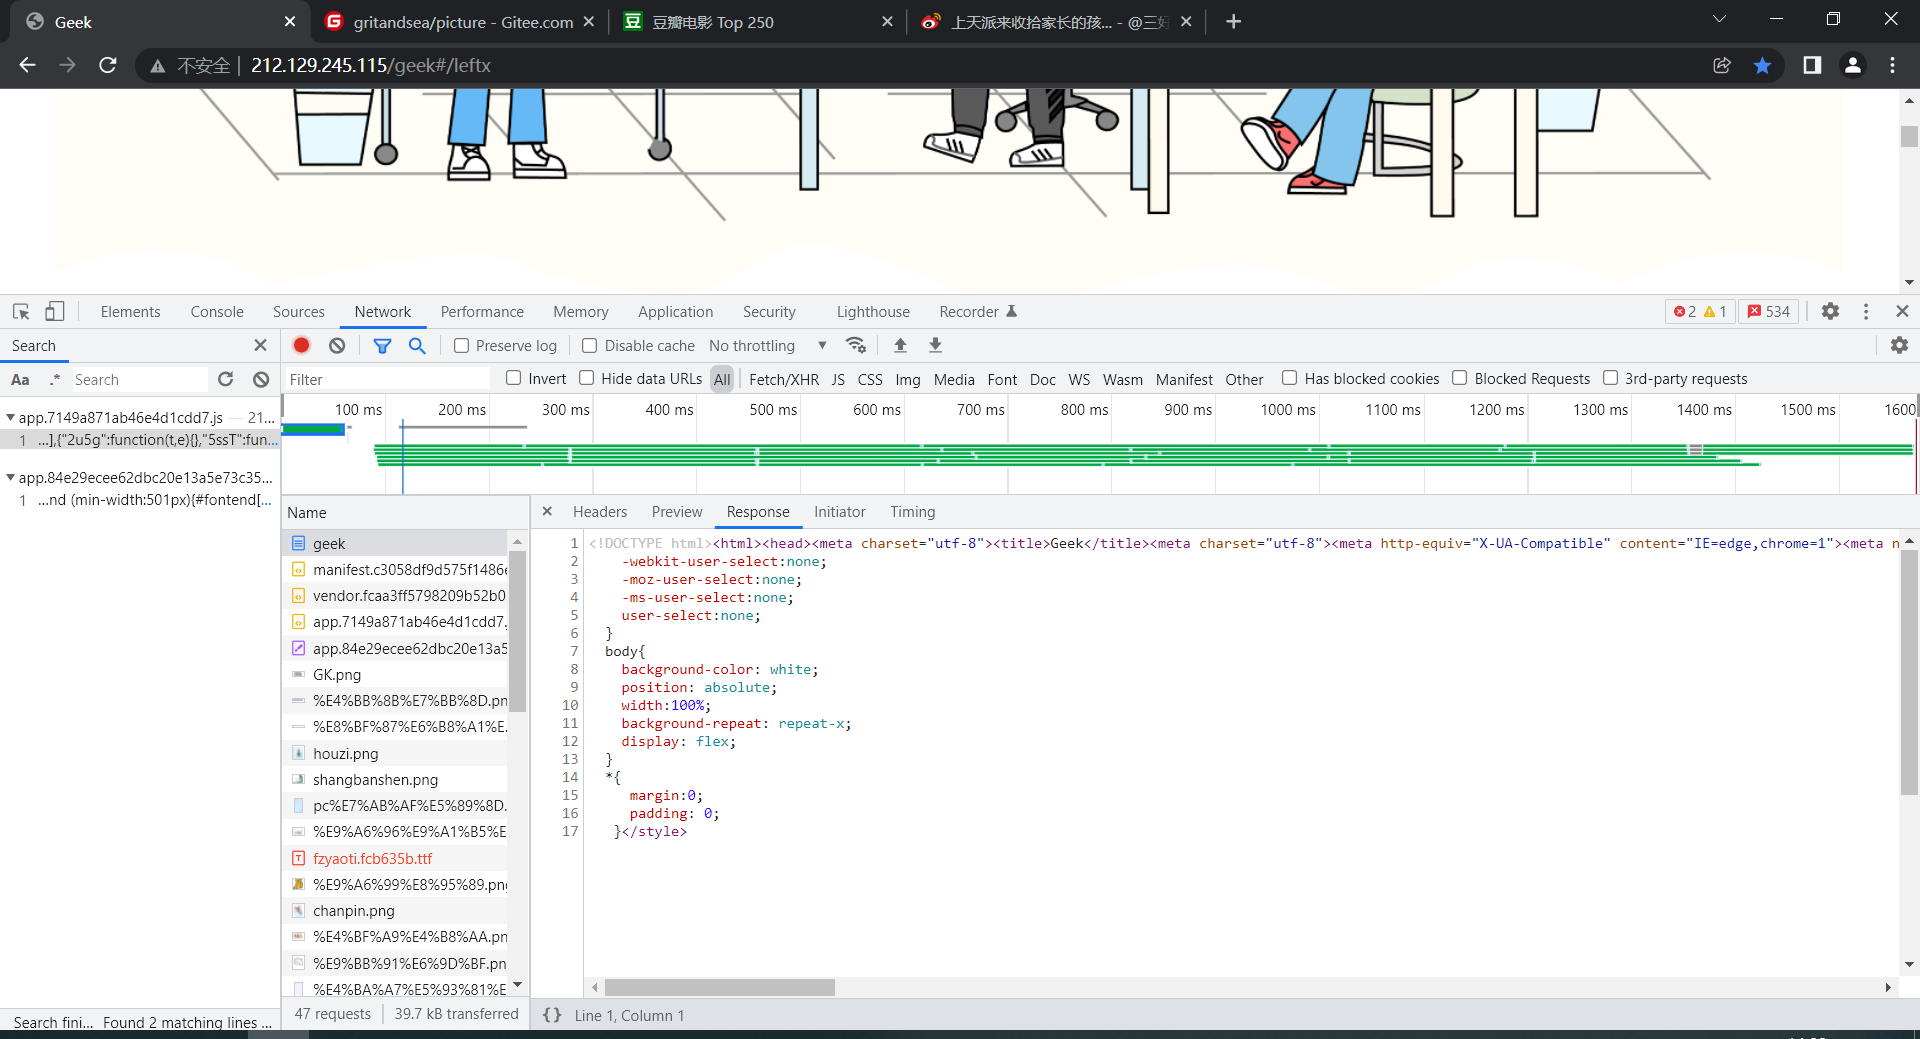 Geek
gritandsea/picture - Gitee.com
豆瓣电影 Top 250
上天派来收拾家长的孩... - @三好
不安全 | 212.129.245.115/geek#/leftx
Elements Console Sources Network Performance Memory Application Security Lighthouse Recorder
2 1 534
Search
Preserve log Disable cache No throttling
Aa .* Search
Filter Invert Hide data URLs All Fetch/XHR JS CSS Img Media Font Doc WS Wasm Manifest Other Has blocked cookies Blocked Requests 3rd-party requests
100 ms 200 ms 300 ms 400 ms 500 ms 600 ms 700 ms 800 ms 900 ms 1000 ms 1100 ms 1200 ms 1300 ms 1400 ms 1500 ms 1600
app.7149a871ab46e4d1cdd7.js — 21...
1 ...],{"2u5g":function(t,e){},"5ssT":fun...
app.84e29ecee62dbc20e13a5e73c35...
1 ...nd (min-width:501px){#fontend[...
Name
geek
manifest.c3058df9d575f1486
vendor.fcaa3ff5798209b52b0
app.7149a871ab46e4d1cdd7.
app.84e29ecee62dbc20e13a5
GK.png
%E4%BB%8B%E7%BB%8D.pn
%E8%BF%87%E6%B8%A1%E
houzi.png
shangbanshen.png
pc%E7%AB%AF%E5%89%8D.
%E9%A6%96%E9%A1%B5%E
fzyaoti.fcb635b.ttf
%E9%A6%99%E8%95%89.pn
chanpin.png
%E4%BF%A9%E4%B8%AA.pn
%E9%BB%91%E6%9D%BF.pn
%E4%BA%A7%E5%93%81%E
Headers Preview Response Initiator Timing
1 <!DOCTYPE html><html><head><meta charset="utf-8"><title>Geek</title><meta charset="utf-8"><meta http-equiv="X-UA-Compatible" content="IE=edge,chrome=1"><meta n
2 -webkit-user-select:none;
3 -moz-user-select:none;
4 -ms-user-select:none;
5 user-select:none;
6 }
7 body{
8 background-color: white;
9 position: absolute;
10 width:100%;
11 background-repeat: repeat-x;
12 display: flex;
13 }
14 *{
15 margin:0;
16 padding: 0;
17 }</style>
Search fini... Found 2 matching lines ...
47 requests 39.7 kB transferred
{} Line 1, Column 1